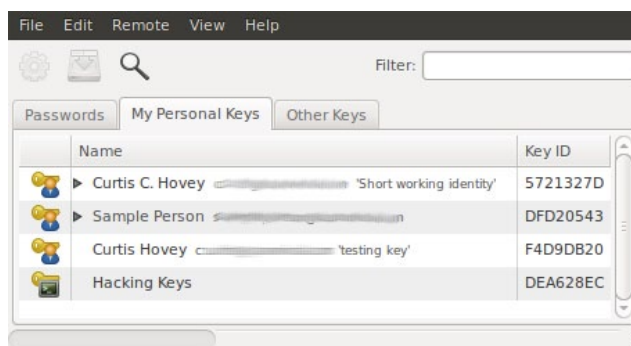 File Edit Remote View Help
Filter:
Passwords My Personal Keys Other Keys
Name Key ID
Curtis C. Hovey 'Short working identity' 5721327D
Sample Person DFD20543
Curtis Hovey 'testing key' F4D9DB20
Hacking Keys DEA628EC